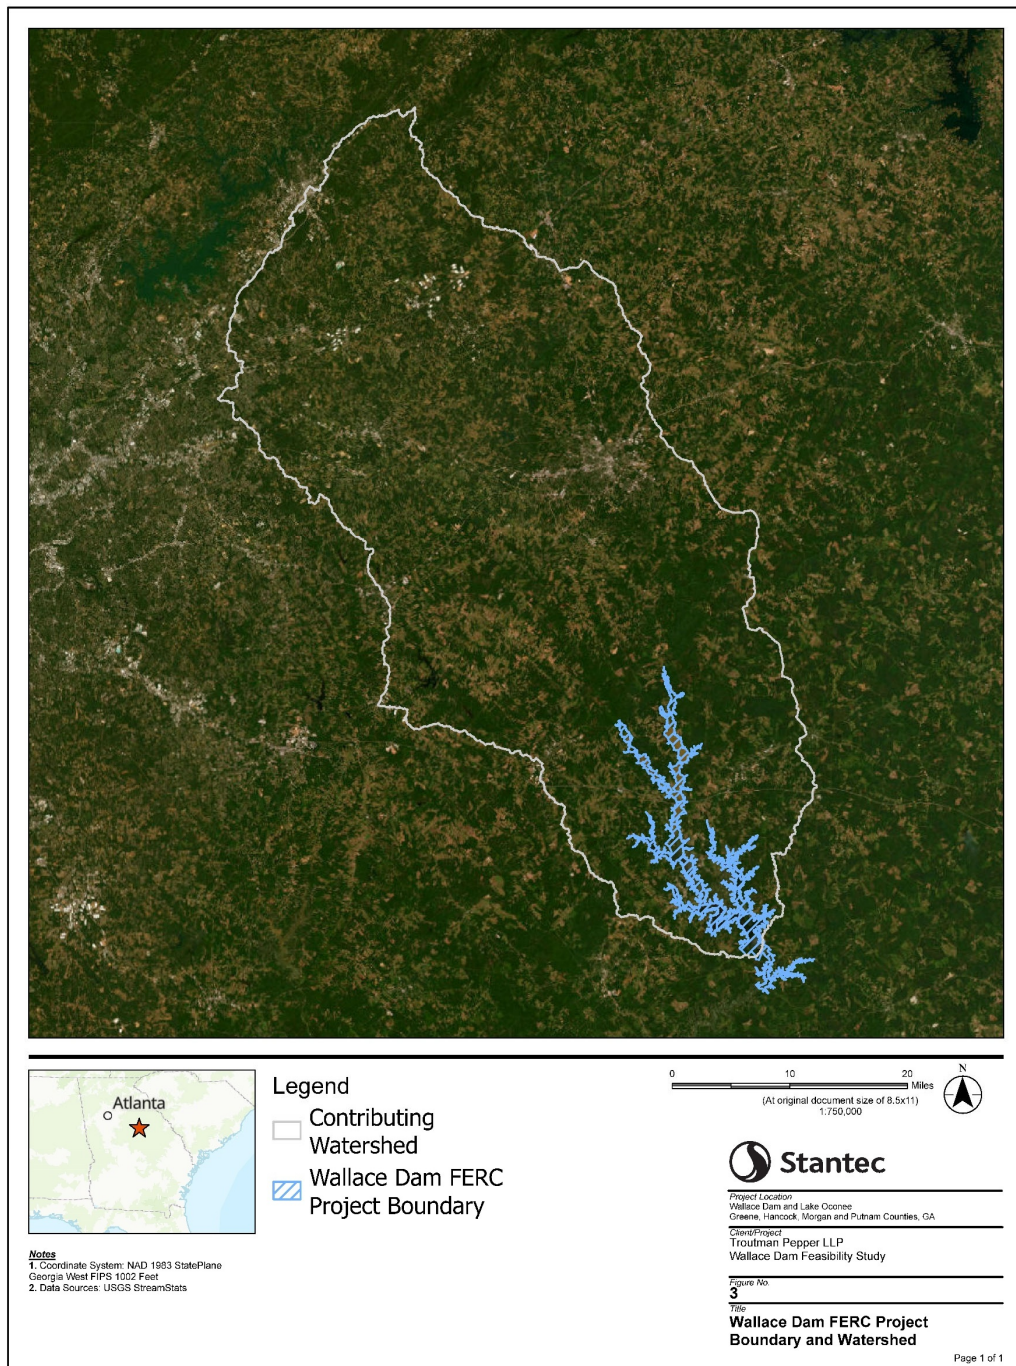 Atlanta
Legend
Contributing
Watershed
Wallace Dam FERC
Project Boundary
Notes
1. Coordinate System: NAD 1983 StatePlane
Georgia West FIPS 1002 Feet
2. Data Sources: USGS StreamStats
0 10 20
Miles
(At original document size of 8.5x11)
1:750,000
N
Stantec
Project Location
Wallace Dam and Lake Oconee
Greene, Hancock, Morgan and Putnam Counties, GA
Client/Project
Troutman Pepper LLP
Wallace Dam Feasibility Study
Figure No.
3
Title
Wallace Dam FERC Project
Boundary and Watershed
Page 1 of 1